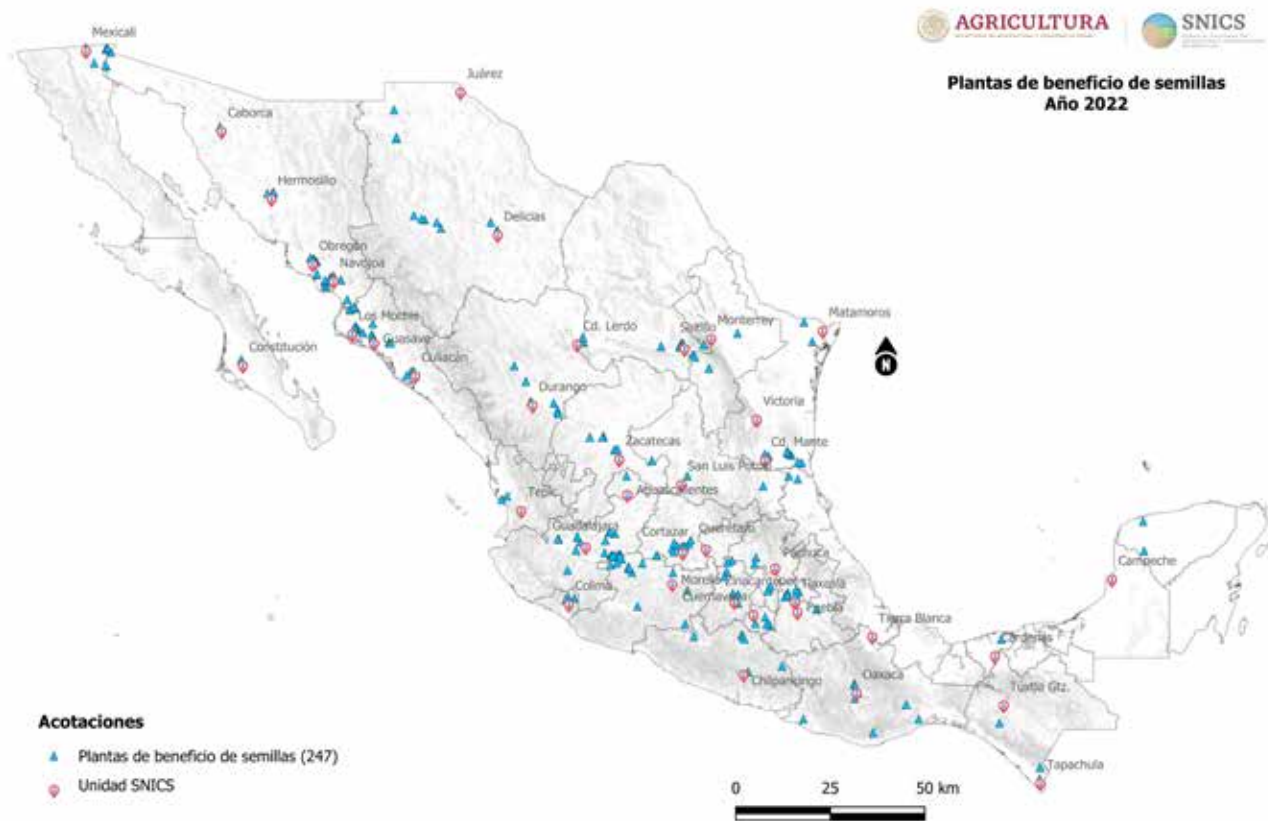 AGRICULTURA
SNICS
Plantas de beneficio de semillas
Año 2022
Mexicali
Juárez
Caborca
Hermosillo
Delicias
Obregón
Navojoa
Los Mochis
Guasave
Constitución
Culiacán
Cd. Lerdo
Saltillo
Monterrey
Matamoros
N
Durango
Victoria
Zacatecas
Cd. Mante
San Luis Potosí
Aguascalientes
Tepic
Guadalajara
Cortazar
Querétaro
Pachuca
Campeche
Colima
Morelia
Zinacantepec
Tlaxcala
Cuernavaca
Puebla
Tierra Blanca
Cárdenas
Chilpancingo
Oaxaca
Tuxtla Gtz.
Tapachula
Acotaciones
Plantas de beneficio de semillas (247)
Unidad SNICS
0 25 50 km